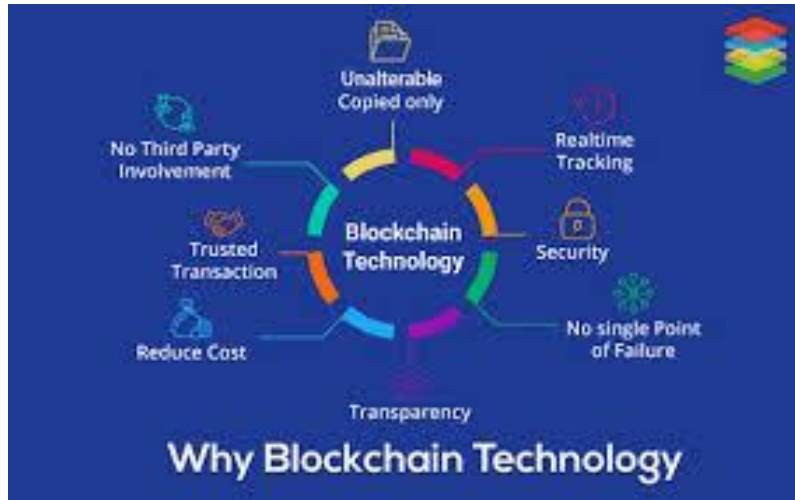 Unalterable
Copied only
Realtime
Tracking
No Third Party
Involvement
Blockchain
Technology
Trusted
Transaction
Security
Reduce Cost
No single Point
of Failure
Transparency
Why Blockchain Technology